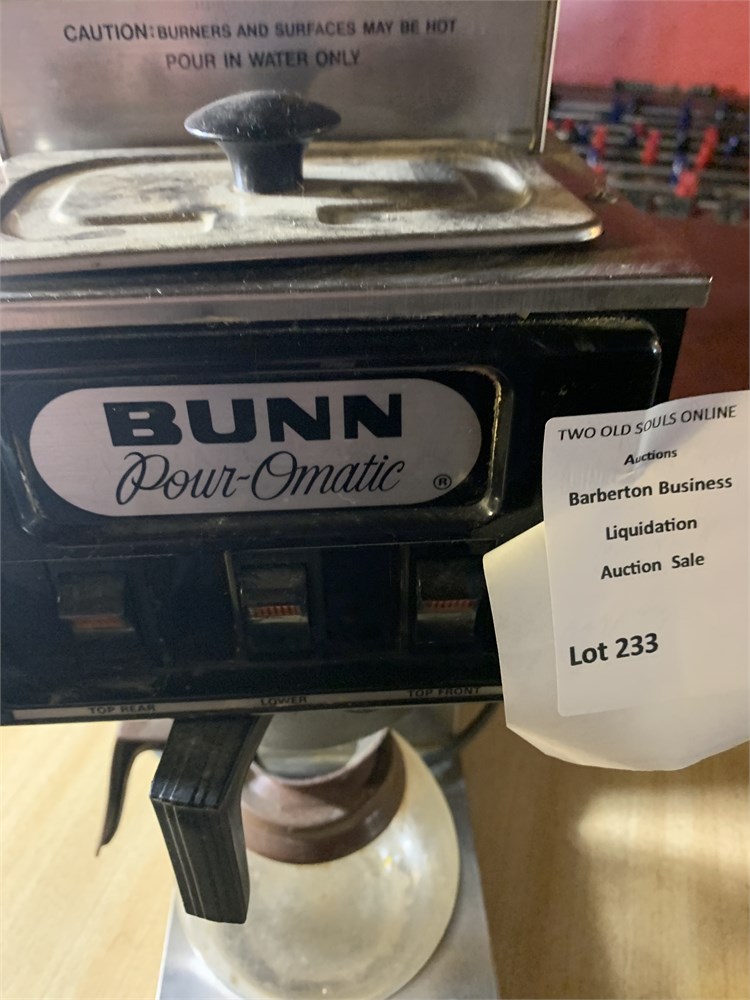 CAUTION: BURNERS AND SURFACES MAY BE HOT
POUR IN WATER ONLY
BUNN
Pour-Omatic ®
TOP REAR
LOWER
TOP FRONT
TWO OLD SOULS ONLINE
Auctions
Barberton Business
Liquidation
Auction Sale
Lot 233